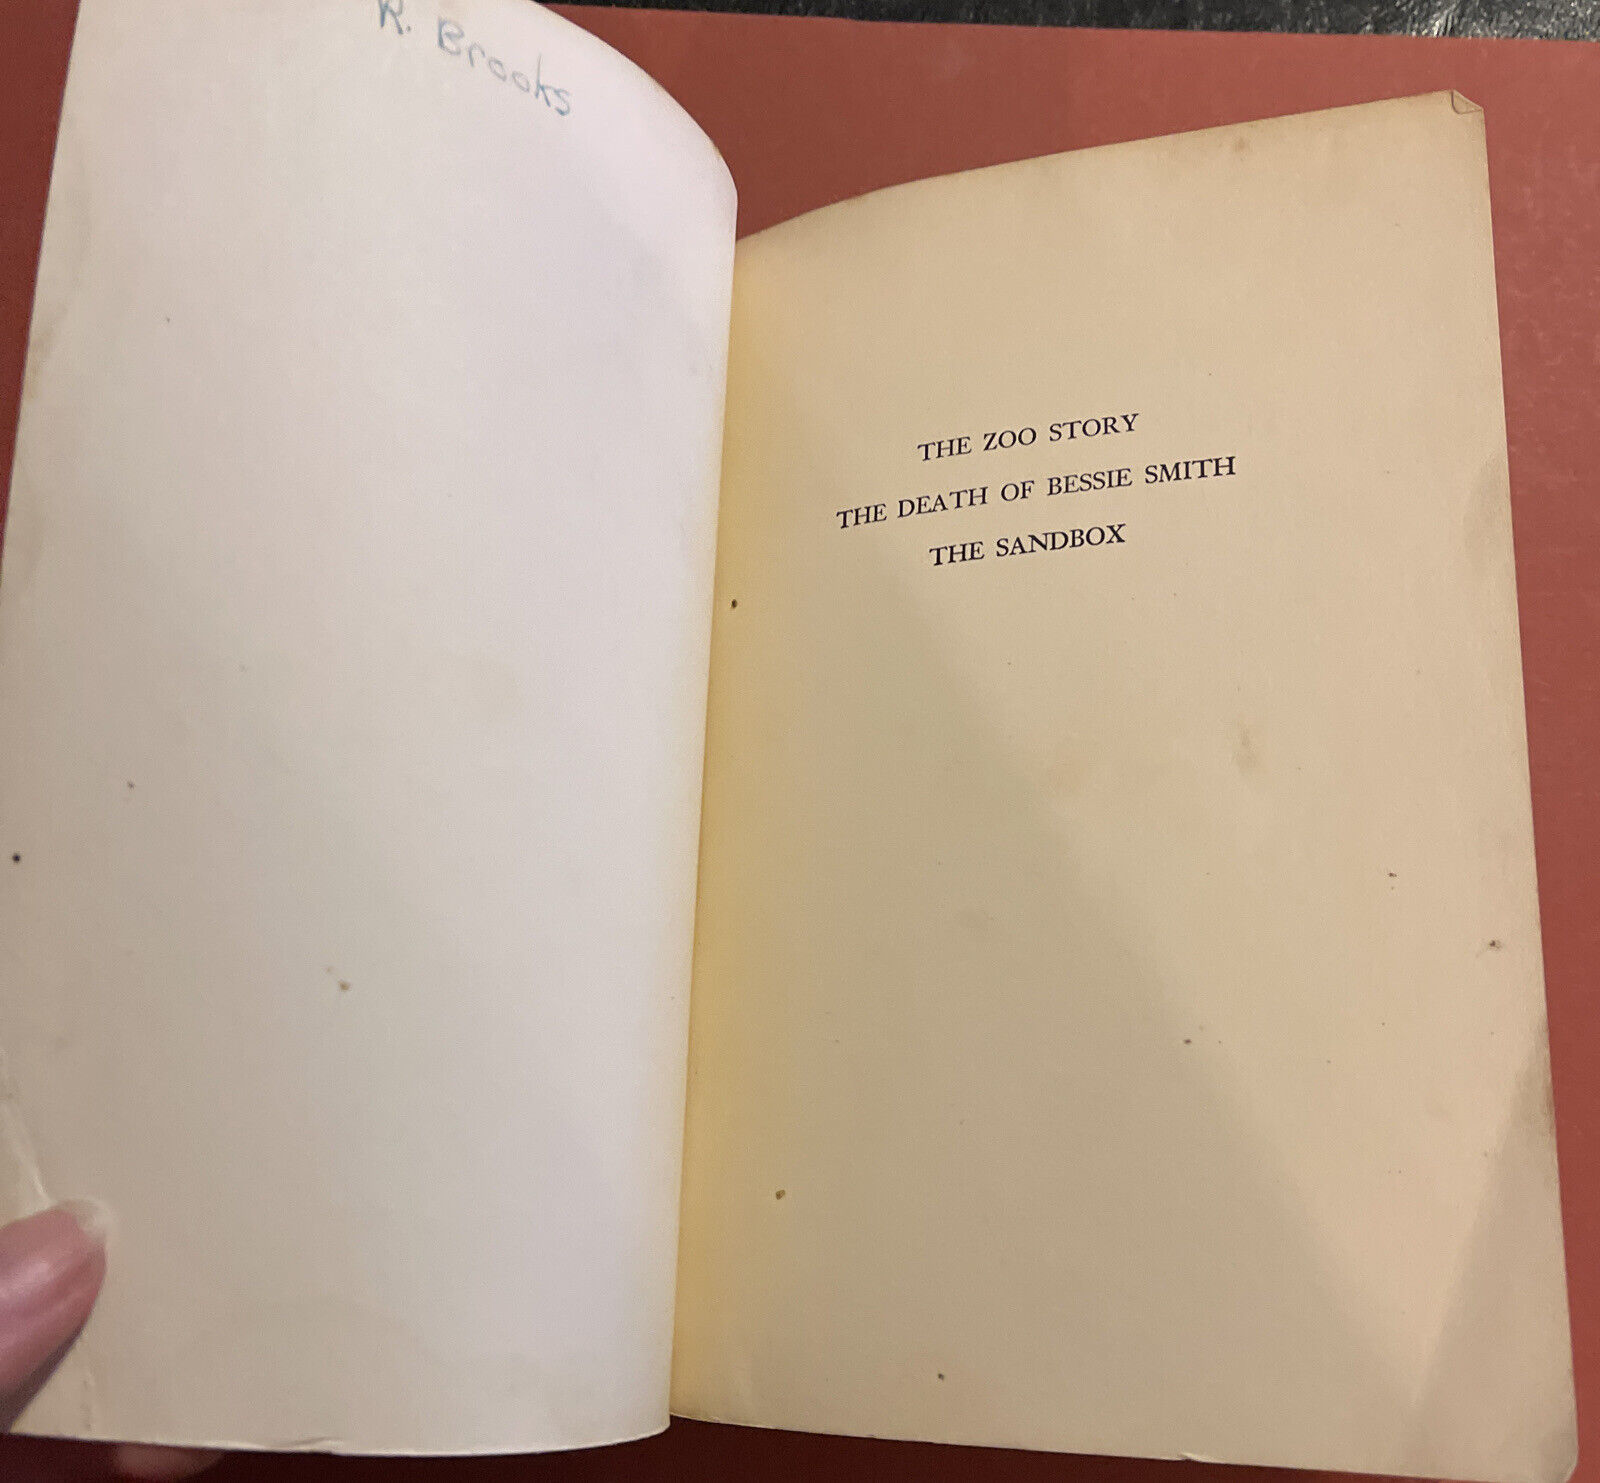 R. Brooks
THE ZOO STORY
THE DEATH OF BESSIE SMITH
THE SANDBOX